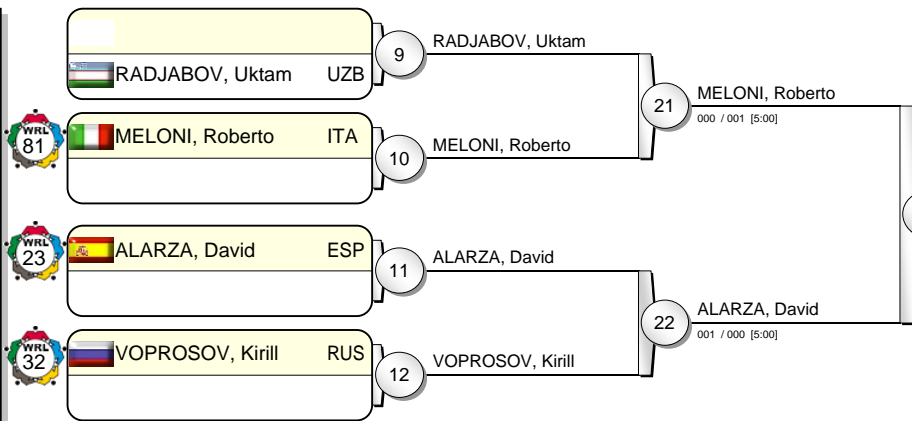 RADJABOV, Uktam UZB
9
RADJABOV, Uktam
WRL
81
MELONI, Roberto ITA
10
MELONI, Roberto
21
MELONI, Roberto
000 / 001 [5:00]
WRL
23
ALARZA, David ESP
11
ALARZA, David
WRL
32
VOPROSOV, Kirill RUS
12
VOPROSOV, Kirill
22
ALARZA, David
001 / 000 [5:00]